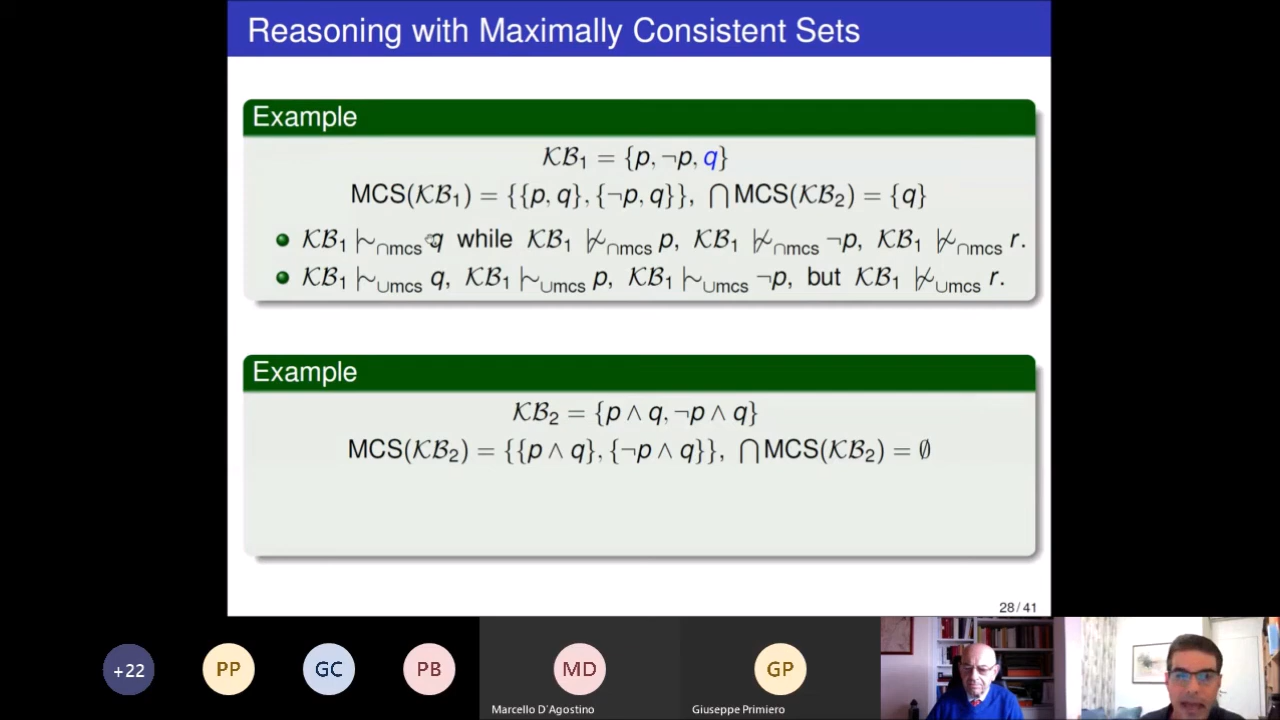 Reasoning with Maximally Consistent Sets
Example
𝒦ℬ₁ = {p, ¬p, q}
MCS(𝒦ℬ₁) = {{p, q}, {¬p, q}}, ⋂MCS(𝒦ℬ₂) = {q}
𝒦ℬ₁ |∼∩mcs q while 𝒦ℬ₁ |≁∩mcs p, 𝒦ℬ₁ |≁∩mcs ¬p, 𝒦ℬ₁ |≁∩mcs r.
𝒦ℬ₁ |∼∪mcs q, 𝒦ℬ₁ |∼∪mcs p, 𝒦ℬ₁ |∼∪mcs ¬p, but 𝒦ℬ₁ |≁∪mcs r.
Example
𝒦ℬ₂ = {p ∧ q, ¬p ∧ q}
MCS(𝒦ℬ₂) = {{p ∧ q}, {¬p ∧ q}}, ⋂MCS(𝒦ℬ₂) = ∅
28/41
+22
PP
GC
PB
MD
GP
Marcello D'Agostino
Giuseppe Primiero